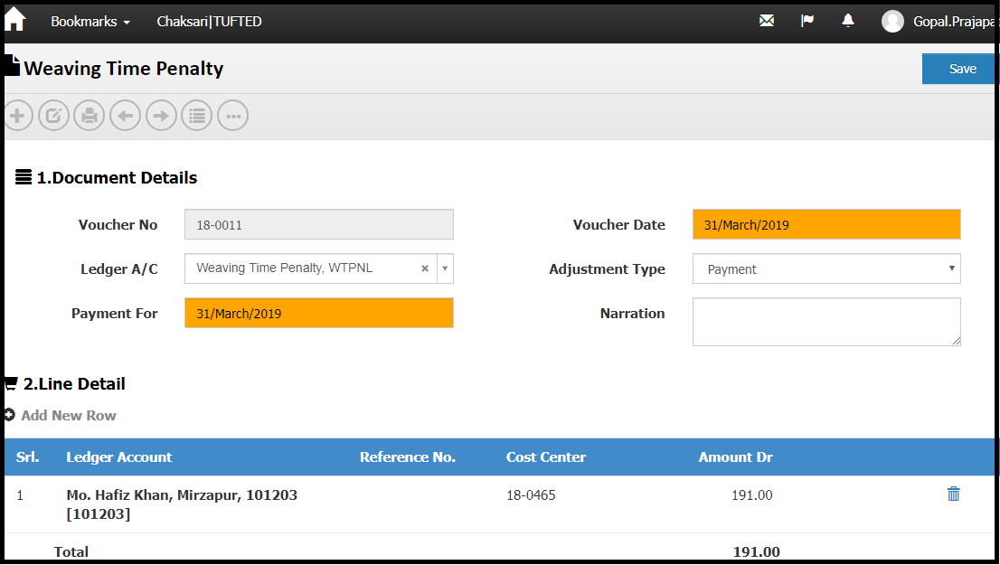 Bookmarks Chaksari|TUFTED Gopal.Prajapa
Weaving Time Penalty Save
1.Document Details
Voucher No 18-0011 Voucher Date 31/March/2019
Ledger A/C Weaving Time Penalty, WTPNL Adjustment Type Payment
Payment For 31/March/2019 Narration
2.Line Detail
Add New Row
Srl. Ledger Account Reference No. Cost Center Amount Dr
1 Mo. Hafiz Khan, Mirzapur, 101203 18-0465 191.00
[101203]
Total 191.00